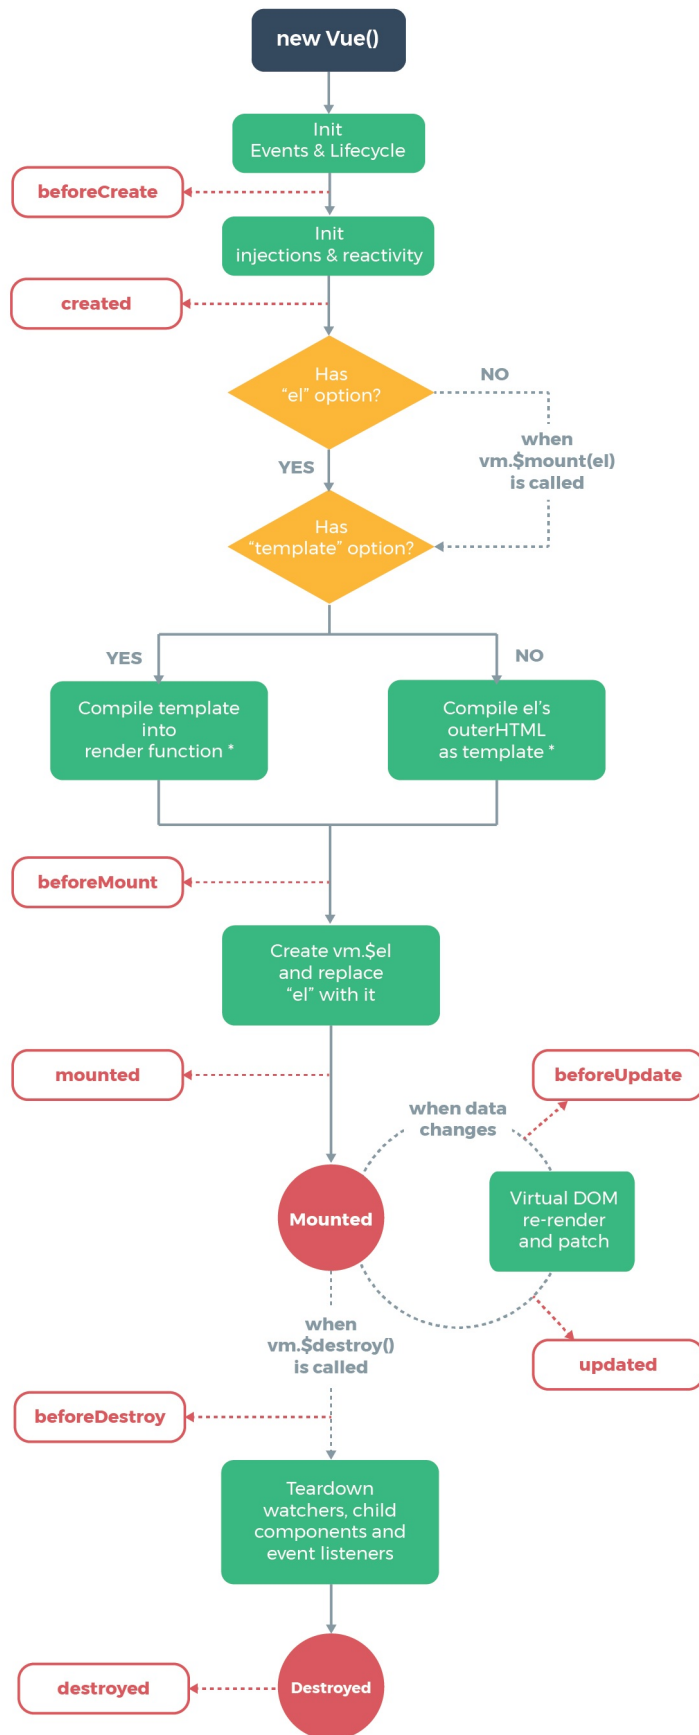 new Vue()
Init
Events & Lifecycle
beforeCreate
Init
injections & reactivity
created
Has
“el” option?
NO
when
vm.$mount(el)
is called
YES
Has
“template” option?
YES
NO
Compile template
into
render function *
Compile el’s
outerHTML
as template *
beforeMount
Create vm.$el
and replace
“el” with it
mounted
beforeUpdate
when data
changes
Mounted
Virtual DOM
re-render
and patch
when
vm.$destroy()
is called
updated
beforeDestroy
Teardown
watchers, child
components and
event listeners
destroyed
Destroyed